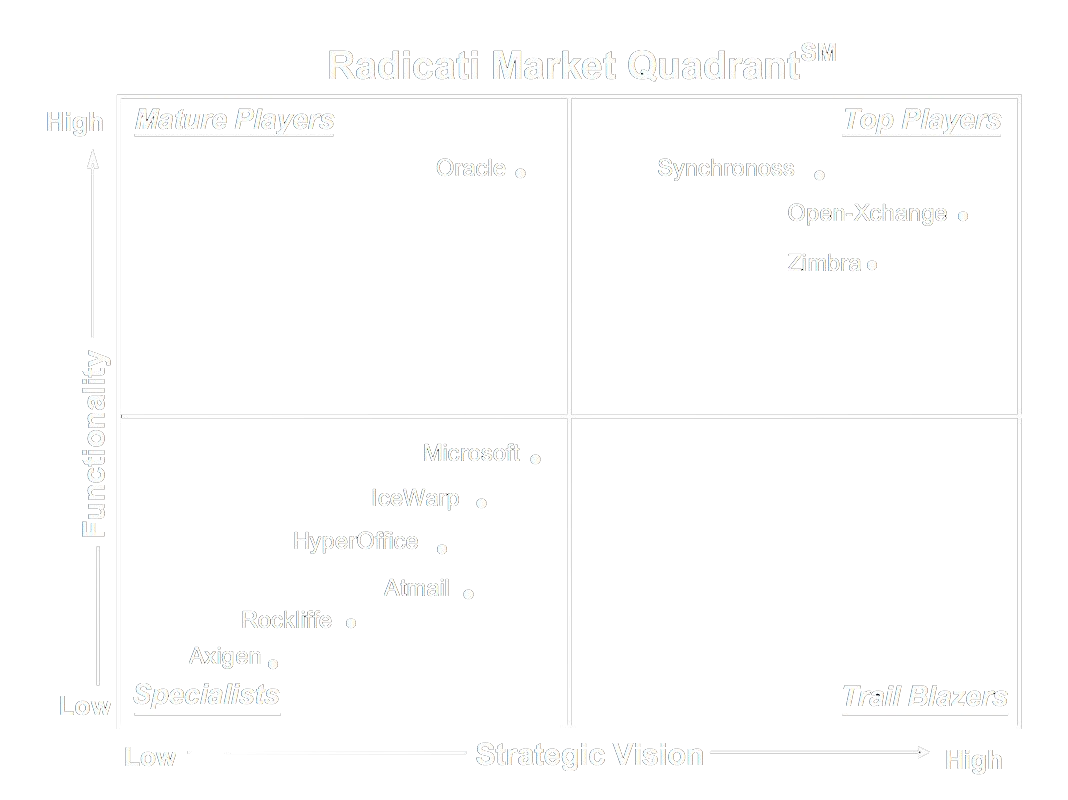 Radicati Market Quadrant℠
High
Mature Players
Top Players
Oracle
Synchronoss
Open-Xchange
Zimbra
Functionality
Microsoft
IceWarp
HyperOffice
Atmail
Rockliffe
Axigen
Specialists
Trail Blazers
Low
Low
Strategic Vision
High